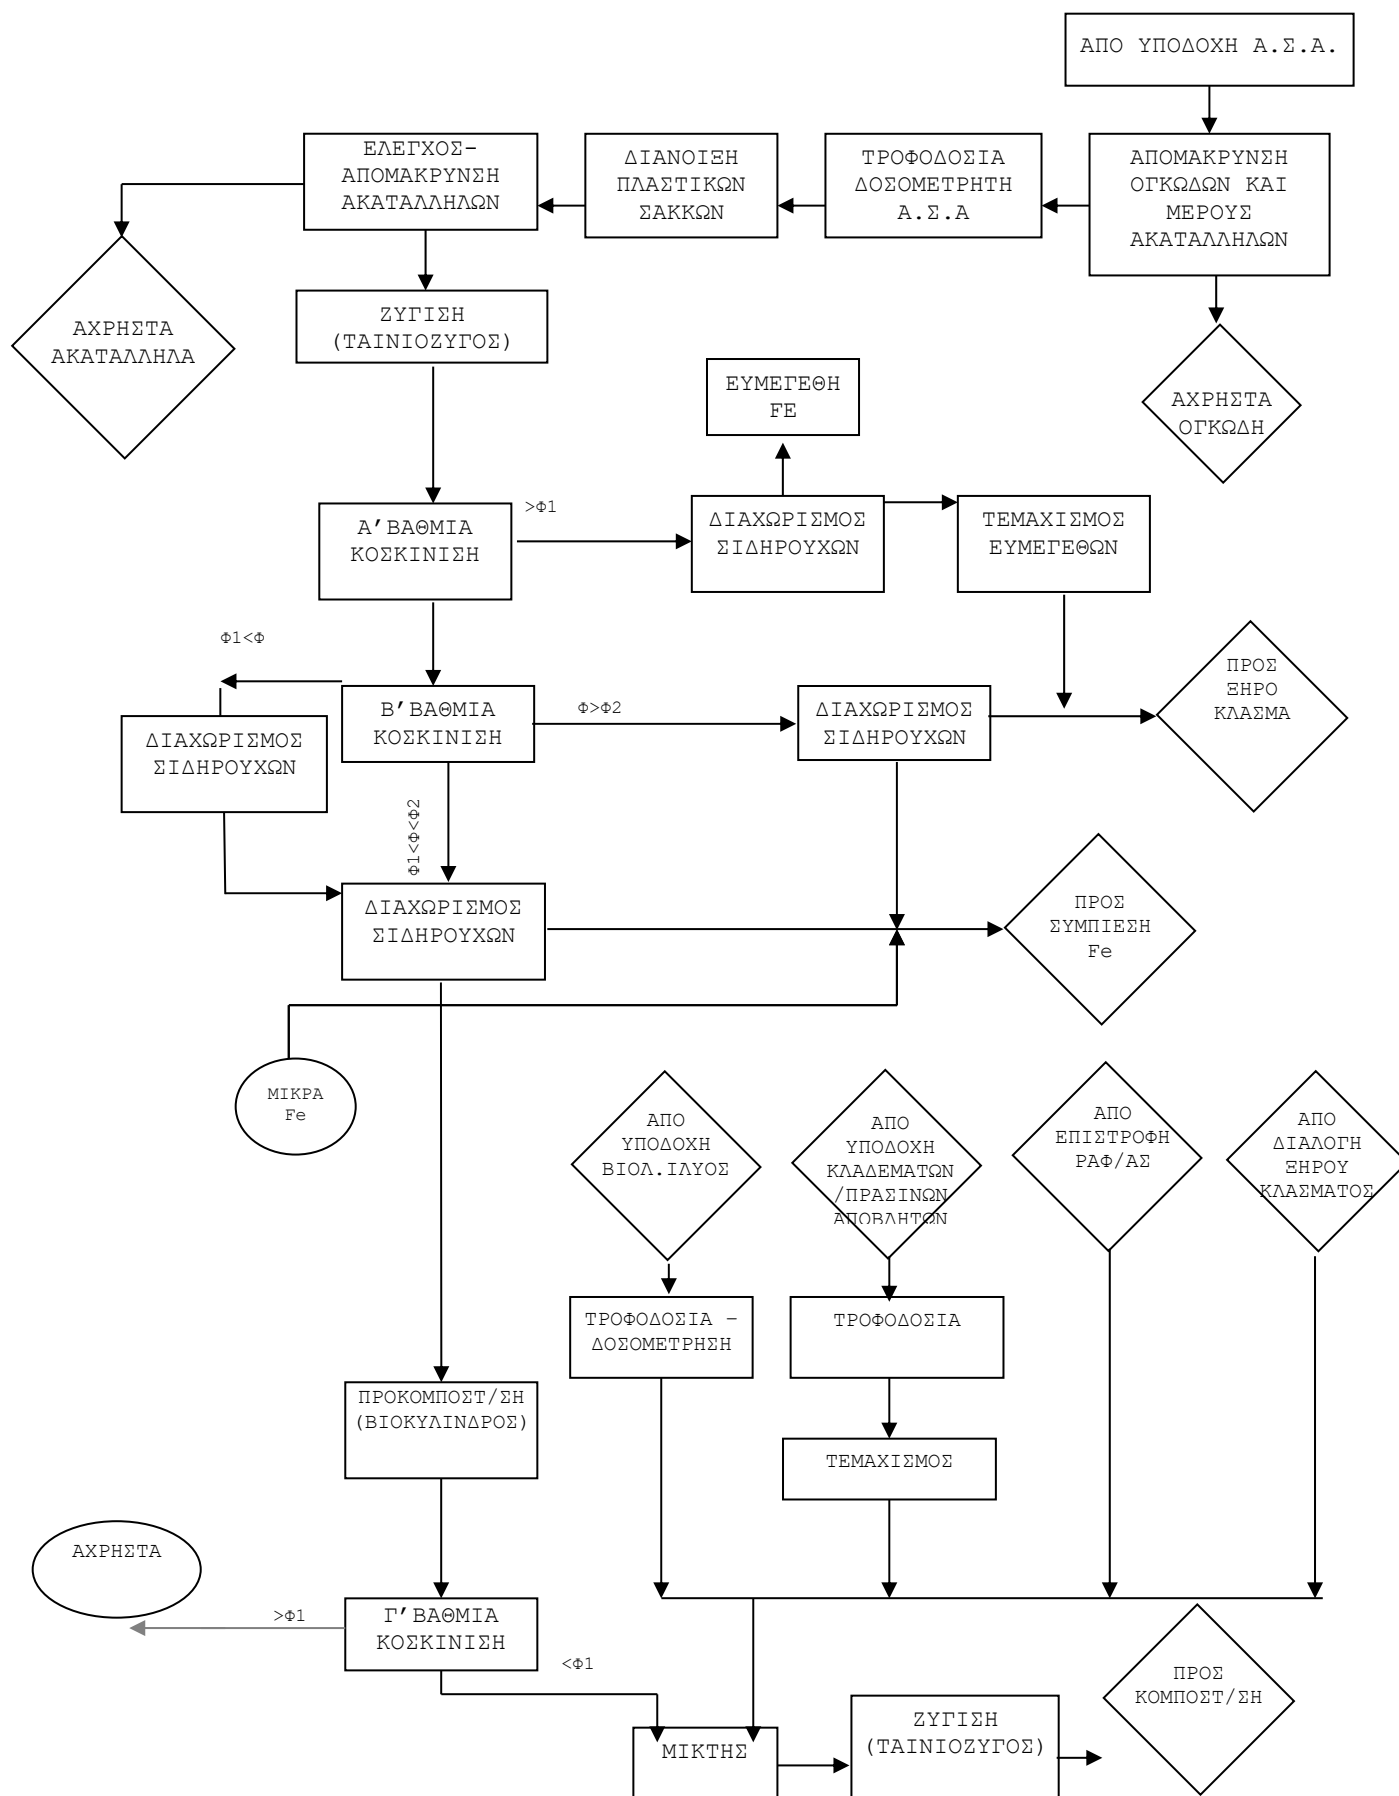 ΑΠΟ ΥΠΟΔΟΧΗ Α.Σ.Α.
ΕΛΕΓΧΟΣ-
ΑΠΟΜΑΚΡΥΝΣΗ
ΑΚΑΤΑΛΛΗΛΩΝ
ΔΙΑΝΟΙΞΗ
ΠΛΑΣΤΙΚΩΝ
ΣΑΚΚΩΝ
ΤΡΟΦΟΔΟΣΙΑ
ΔΟΣΟΜΕΤΡΗΤΗ
Α.Σ.Α
ΑΠΟΜΑΚΡΥΝΣΗ
ΟΓΚΩΔΩΝ ΚΑΙ
ΜΕΡΟΥΣ
ΑΚΑΤΑΛΛΗΛΩΝ
ΑΧΡΗΣΤΑ
ΑΚΑΤΑΛΛΗΛΑ
ΖΥΓΙΣΗ
(ΤΑΙΝΙΟΖΥΓΟΣ)
ΕΥΜΕΓΕΘΗ
FE
ΑΧΡΗΣΤΑ
ΟΓΚΩΔΗ
Α'ΒΑΘΜΙΑ
ΚΟΣΚΙΝΙΣΗ
>Φ1
ΔΙΑΧΩΡΙΣΜΟΣ
ΣΙΔΗΡΟΥΧΩΝ
ΤΕΜΑΧΙΣΜΟΣ
ΕΥΜΕΓΕΘΩΝ
Φ1<Φ
ΔΙΑΧΩΡΙΣΜΟΣ
ΣΙΔΗΡΟΥΧΩΝ
Β'ΒΑΘΜΙΑ
ΚΟΣΚΙΝΙΣΗ
Φ>Φ2
ΔΙΑΧΩΡΙΣΜΟΣ
ΣΙΔΗΡΟΥΧΩΝ
ΠΡΟΣ
ΞΗΡΟ
ΚΛΑΣΜΑ
Φ1<Φ<Φ2
ΔΙΑΧΩΡΙΣΜΟΣ
ΣΙΔΗΡΟΥΧΩΝ
ΠΡΟΣ
ΣΥΜΠΙΕΣΗ
Fe
ΜΙΚΡΑ
Fe
ΑΠΟ
ΥΠΟΔΟΧΗ
ΒΙΟΛ.ΙΛΥΟΣ
ΑΠΟ
ΥΠΟΔΟΧΗ
ΚΛΑΔΕΜΑΤΩΝ
/ΠΡΑΣΙΝΩΝ
ΑΠΟΒΛΗΤΩΝ
ΑΠΟ
ΕΠΙΣΤΡΟΦΗ
ΡΑΦ/ΑΣ
ΑΠΟ
ΔΙΑΛΟΓΗ
ΞΗΡΟΥ
ΚΛΑΣΜΑΤΟΣ
ΤΡΟΦΟΔΟΣΙΑ –
ΔΟΣΟΜΕΤΡΗΣΗ
ΤΡΟΦΟΔΟΣΙΑ
ΠΡΟΚΟΜΠΟΣΤ/ΣΗ
(ΒΙΟΚΥΛΙΝΔΡΟΣ)
ΤΕΜΑΧΙΣΜΟΣ
ΑΧΡΗΣΤΑ
>Φ1
Γ'ΒΑΘΜΙΑ
ΚΟΣΚΙΝΙΣΗ
<Φ1
ΜΙΚΤΗΣ
ΖΥΓΙΣΗ
(ΤΑΙΝΙΟΖΥΓΟΣ)
ΠΡΟΣ
ΚΟΜΠΟΣΤ/ΣΗ